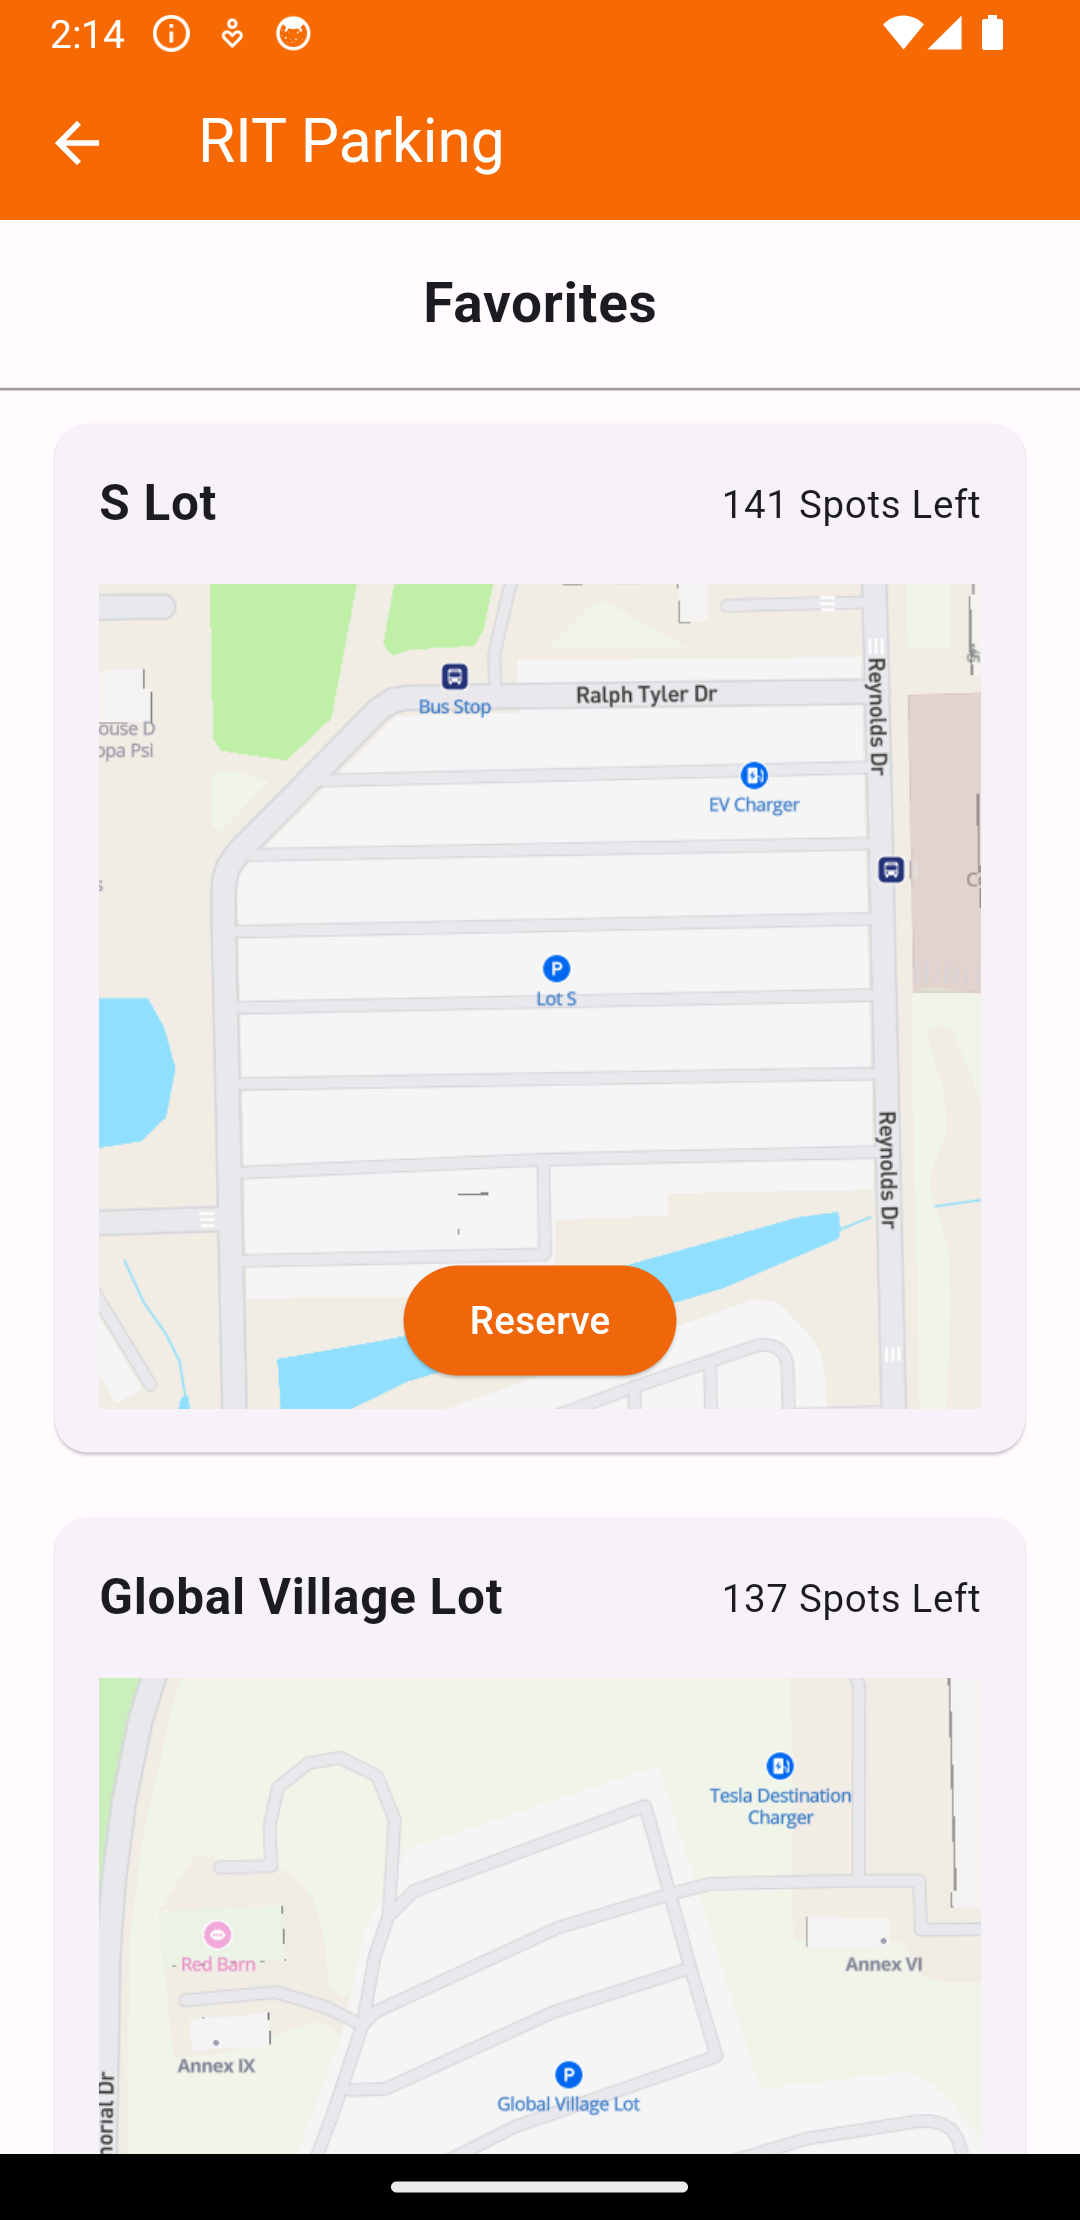 2:14
RIT Parking
Favorites
S Lot
141 Spots Left
Bus Stop
Ralph Tyler Dr
Reynolds Dr
ouse D
ppa Psi
EV Charger
Lot S
Reynolds Dr
Reserve
Global Village Lot
137 Spots Left
Tesla Destination
Charger
Red Barn
Annex VI
Annex IX
Global Village Lot
norial Dr